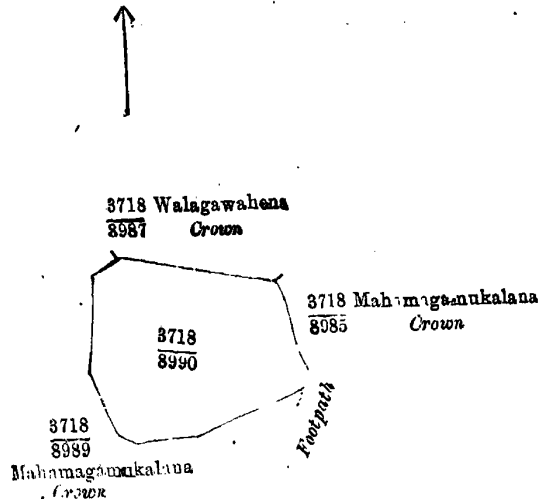 3718 Walagawahena
8987 Crown
3718 Mahamagamukalana
8985 Crown
3718
8990
Footpath
3718
8989
Mahamagamukalana
Crown